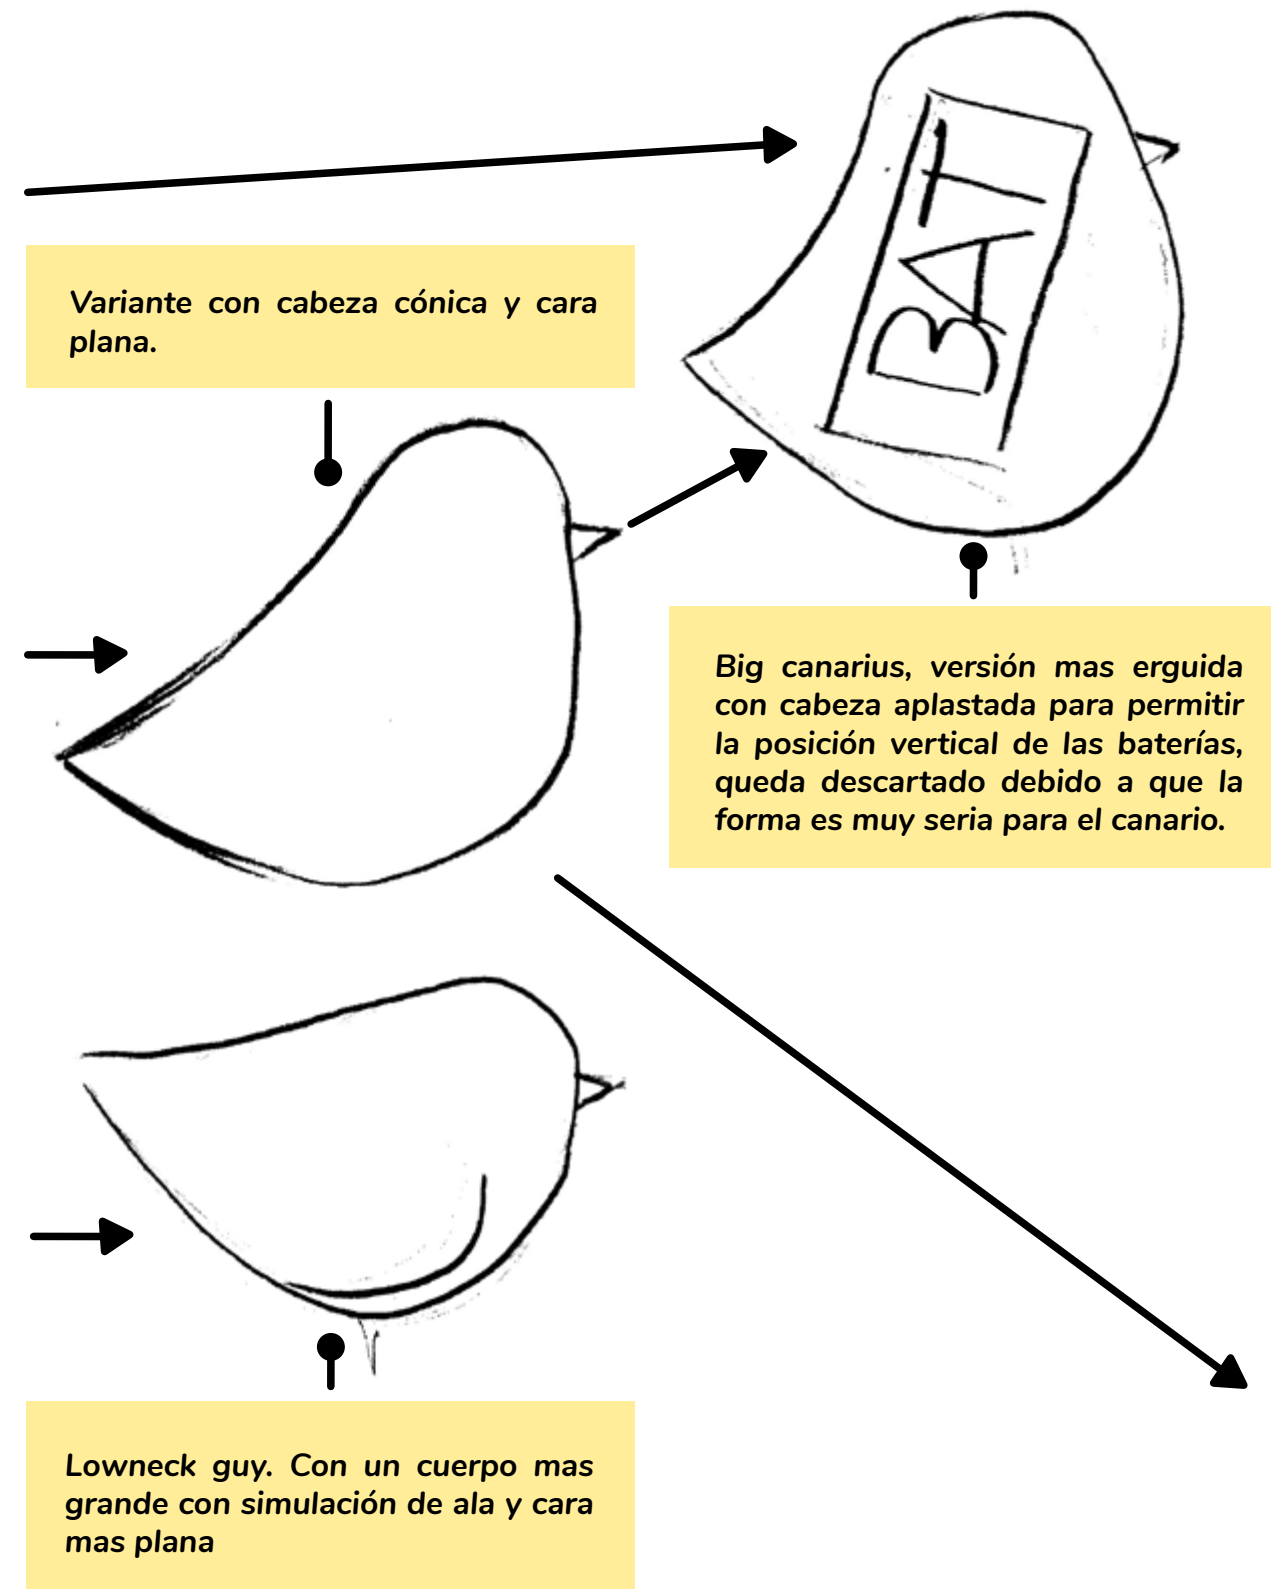 BAT
Variante con cabeza cónica y cara
plana.
Big canarius, versión mas erguida
con cabeza aplastada para permitir
la posición vertical de las baterías,
queda descartado debido a que la
forma es muy seria para el canario.
Lowneck guy. Con un cuerpo mas
grande con simulación de ala y cara
mas plana